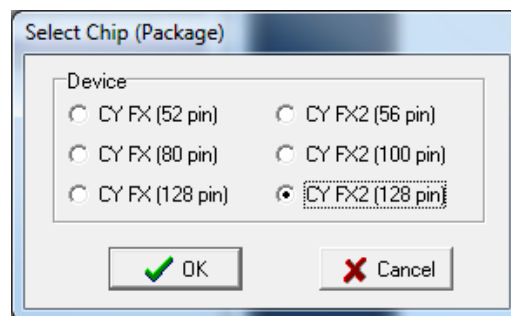 Select Chip (Package)
Device
CY FX (52 pin) CY FX2 (56 pin)
CY FX (80 pin) CY FX2 (100 pin)
CY FX (128 pin) CY FX2 (128 pin)
OK Cancel